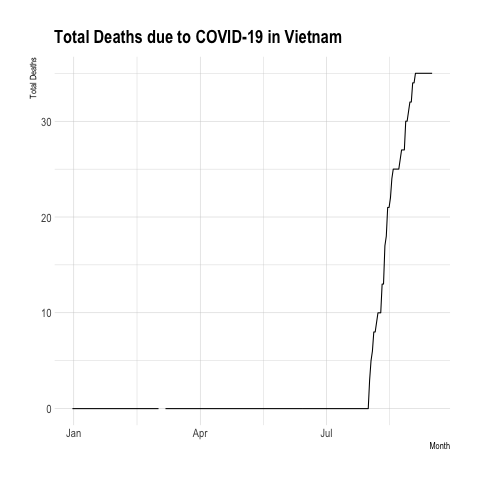 Total Deaths due to COVID-19 in Vietnam
Total Deaths
30
20
10
0
Jan Apr Jul
Month